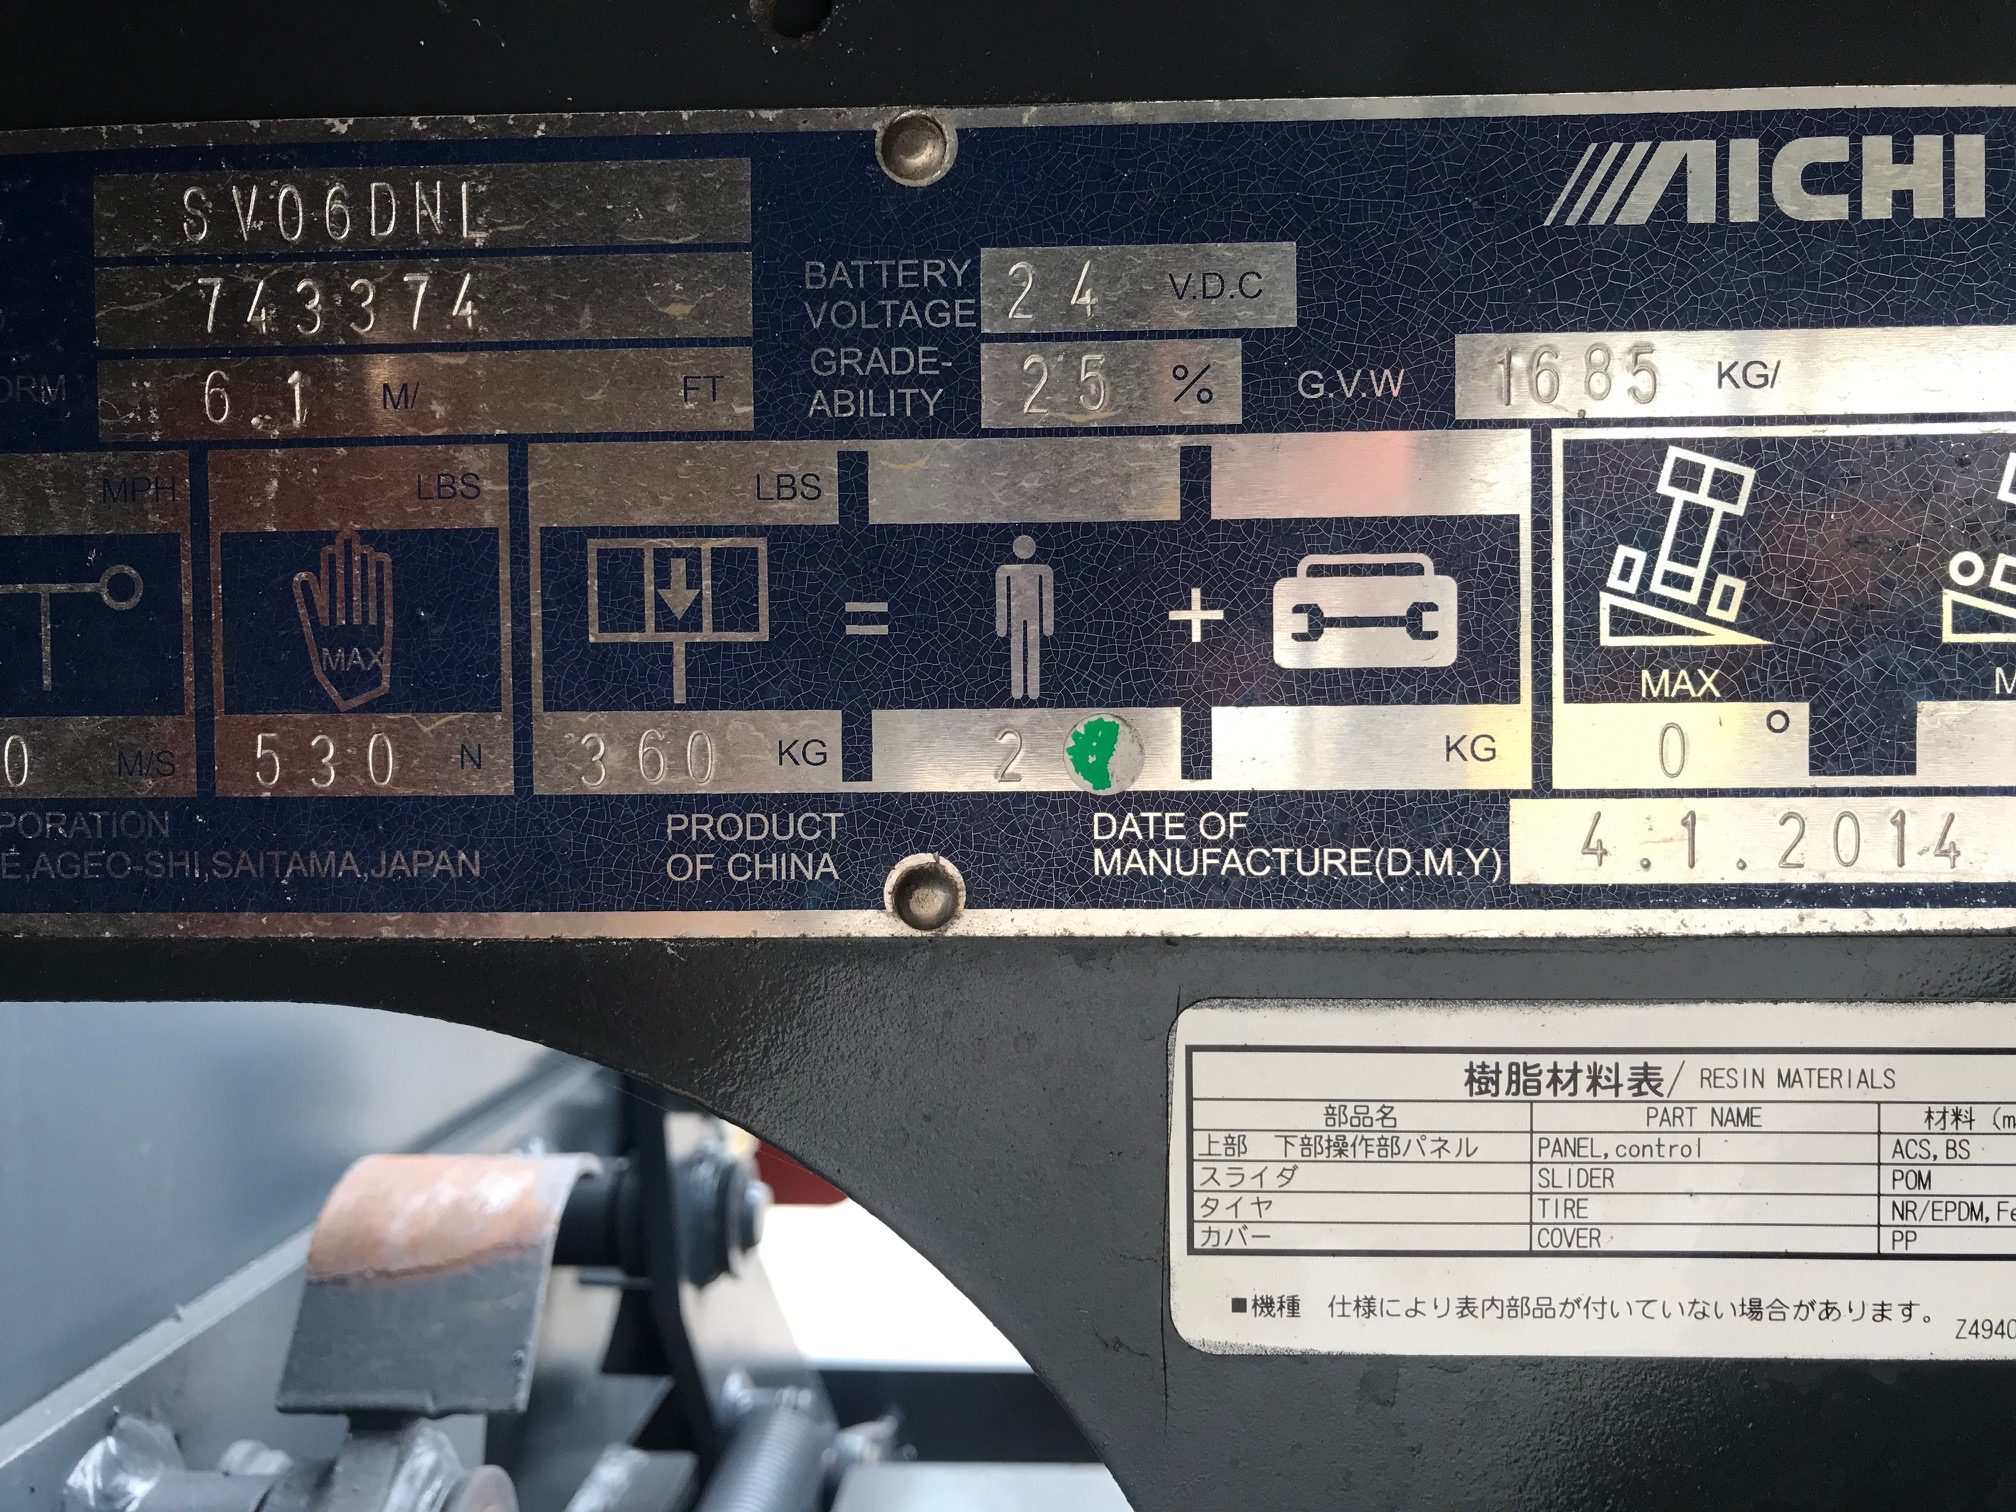 AICHI
SV06DNL
743374
BATTERY VOLTAGE 24 V.D.C
6.1 M/ FT
GRADE-ABILITY 25 %
G.V.W 1685 KG/
MPH
LBS
LBS
MAX
=
+
MAX
0 M/S
530 N
360 KG
2
KG
0 °
PRODUCT
OF CHINA
DATE OF
MANUFACTURE(D.M.Y) 4.1.2014
AGEO-SHI,SAITAMA,JAPAN
樹脂材料表/ RESIN MATERIALS
部品名 PART NAME 材料
上部 下部操作部パネル PANEL,control ACS,BS
スライダ SLIDER POM
タイヤ TIRE NR/EPDM,
カバー COVER PP
■機種 仕様により表内部品が付いていない場合があります。